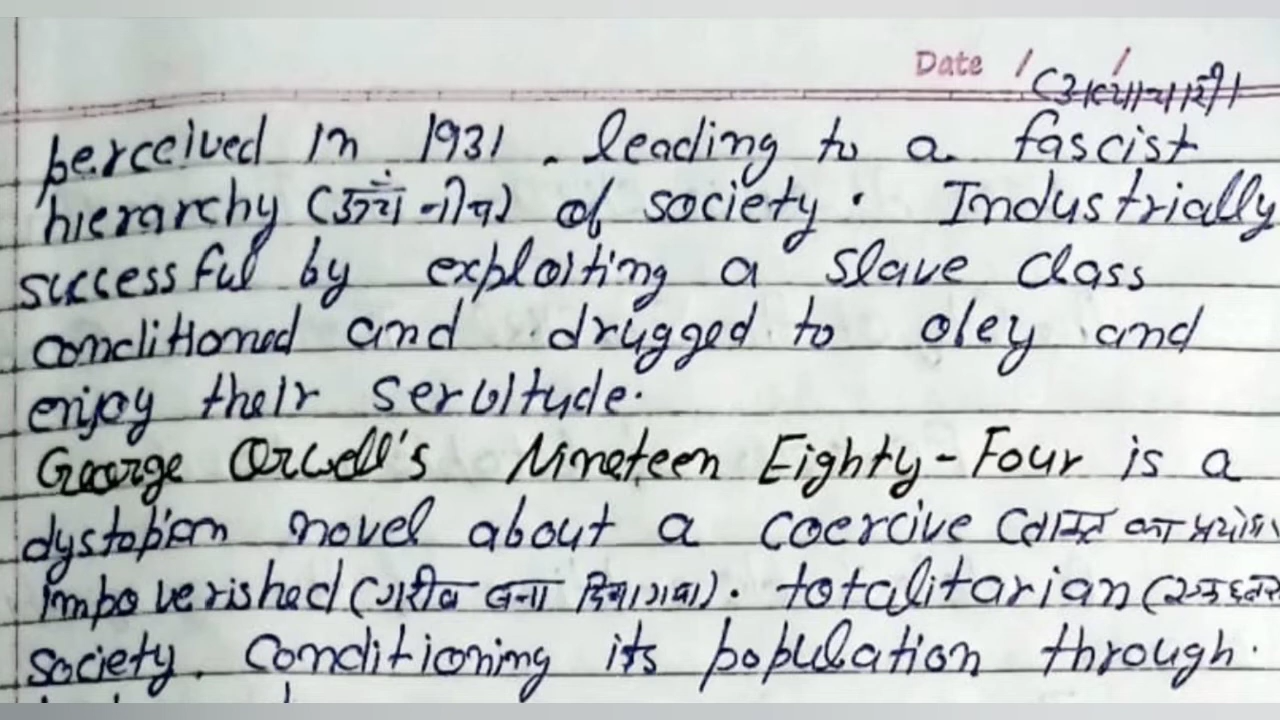 Date / /
(अत्याचारी)
perceived in 1931. leading to a fascist
hierarchy (ऊँच-नीच) of society. Industrially
successful by exploiting a slave class
conditioned and drugged to obey and
enjoy their servitude.
George Orwell's Nineteen Eighty-Four is a
dystopian novel about a coercive (ताकत का प्रयोग
impoverished (गरीब बना दिया गया). totalitarian
society. Conditioning its population through.